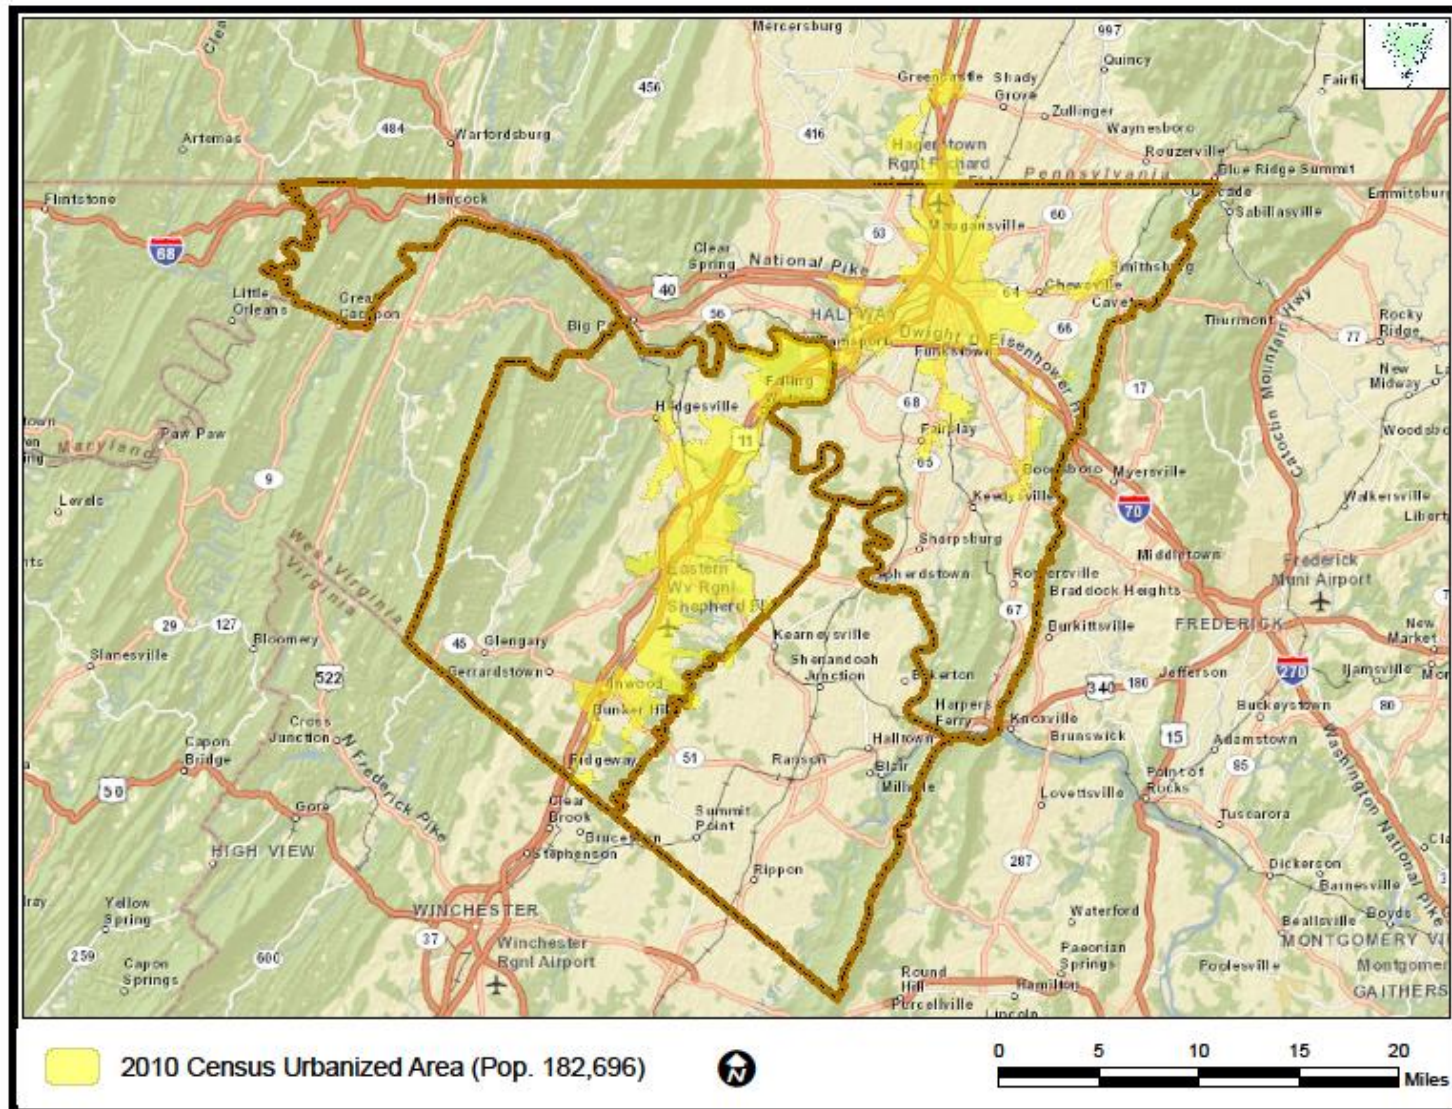 Mercersburg
997
Quincy
Greencastle
Shady
Grove
Fairfi
456
Zullinger
Artemas
484
Warfordsburg
416
Waynesboro
Hagerstown
Rgnl Richard
Rouzerville
Pennsylvania
Blue Ridge Summit
Flintstone
Hancock
Emmitsburg
Sabillasville
60
63
Maugansville
68
Clear
Spring
National Pike
40
Smithsburg
Little
Orleans
64
Chewsville
Cavet
56
HALFWAY
66
Thurmont
Catoctin Mountain Hwy
77
Rocky
Ridge
Big P
Dwight D Eisenhower H
Funkstown
New
Midway
Falling
17
Hedgesville
68
11
Fairplay
Woodsbo
Paw Paw
Maryland
65
Boonsboro
Myersville
9
Keedysville
Walkersville
Levels
70
Libert
Sharpsburg
Middletown
West Virginia
Virginia
Eastern
Wv Rgnl
Shepherd Fl
pherdstown
Rohrersville
Braddock Heights
Frederick
Muni Airport
67
29
127
Bloomery
45
Glengary
Kearneysville
Burkittsville
FREDERICK
New
Market
Slanesville
Gerrardstown
Shenandoah
Junction
Bakerton
340
180
Jefferson
270
Ijamsville
522
Inwood
Bunker Hill
Harpers
Ferry
Knoxville
Buckeystown
80
Cross
Junction
Brunswick
15
Adamstown
Capon
Bridge
N Frederick Pike
Ridgeway
51
Ranson
Halltown
Blair
Millville
85
Point of
Rocks
Washington National Pike
50
Gore
Clear
Brook
Brucetown
Summit
Point
Lovettsville
Tuscarora
HIGH VIEW
Stephenson
Rippon
287
Dickerson
Barnesville
Yellow
Spring
WINCHESTER
Waterford
Beallsville
Boyds
37
Winchester
Rgnl Airport
Paeonian
Springs
MONTGOMERY VI
259
Capon
Springs
600
Round
Hill
Poolesville
Montgomer
Hamilton
GAITHERS
Purcellville
Lincoln
2010 Census Urbanized Area (Pop. 182,696)
N
0 5 10 15 20
Miles